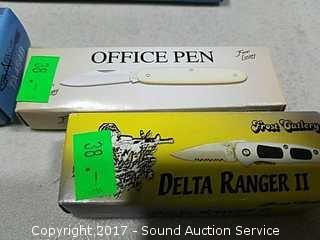 OFFICE PEN
Frost
Cutlery
38-
Frost Cutlery
38-
DELTA RANGER II
Copyright 2017 - Sound Auction Service